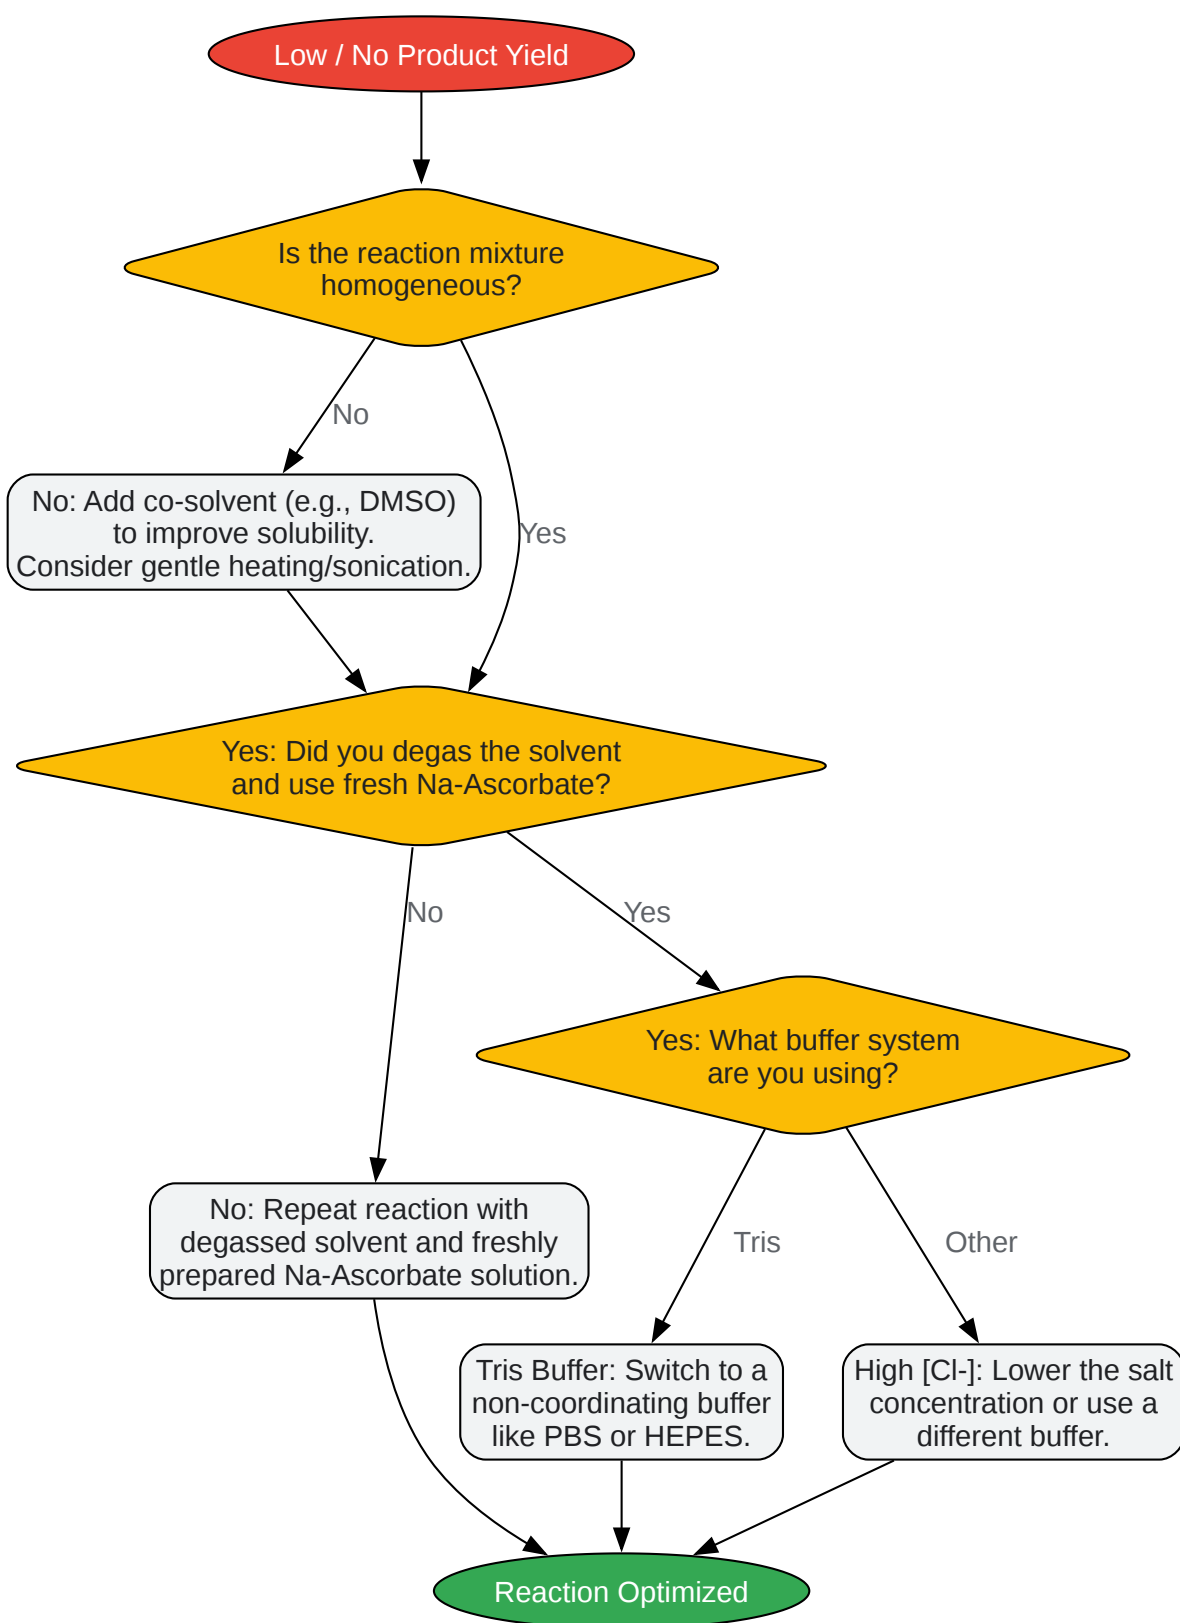 Low / No Product Yield
Is the reaction mixture
homogeneous?
No
Yes
No: Add co-solvent (e.g., DMSO)
to improve solubility.
Consider gentle heating/sonication.
Yes: Did you degas the solvent
and use fresh Na-Ascorbate?
No
Yes
Yes: What buffer system
are you using?
No: Repeat reaction with
degassed solvent and freshly
prepared Na-Ascorbate solution.
Tris
Other
Tris Buffer: Switch to a
non-coordinating buffer
like PBS or HEPES.
High [Cl-]: Lower the salt
concentration or use a
different buffer.
Reaction Optimized